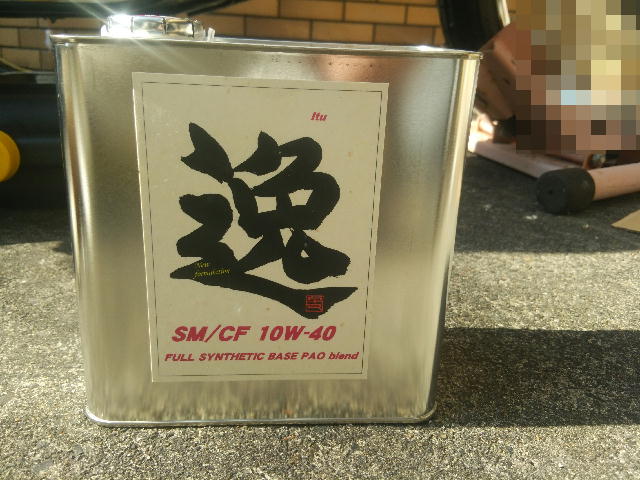 Itu
逸
New
formulation
SM/CF 10W-40
FULL SYNTHETIC BASE PAO blend